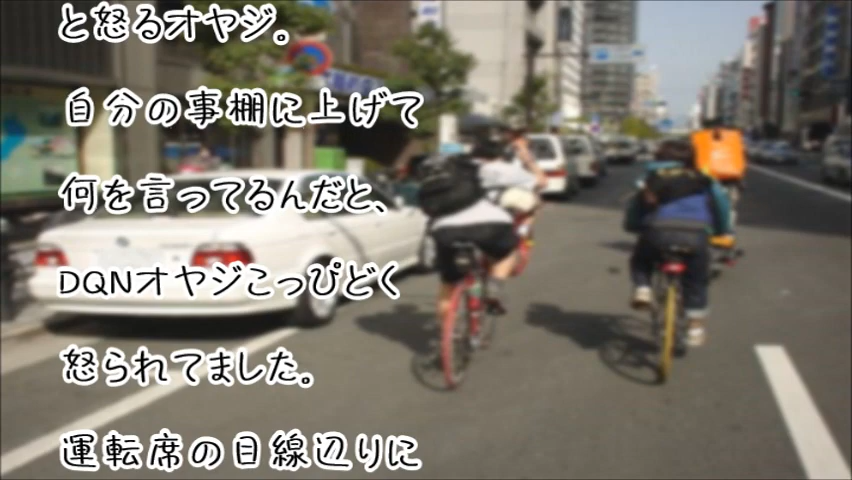 と怒るオヤジ。
自分の事棚に上げて
何を言ってるんだと、
DQNオヤジこっぴどく
怒られてました。
運転席の目線辺りに